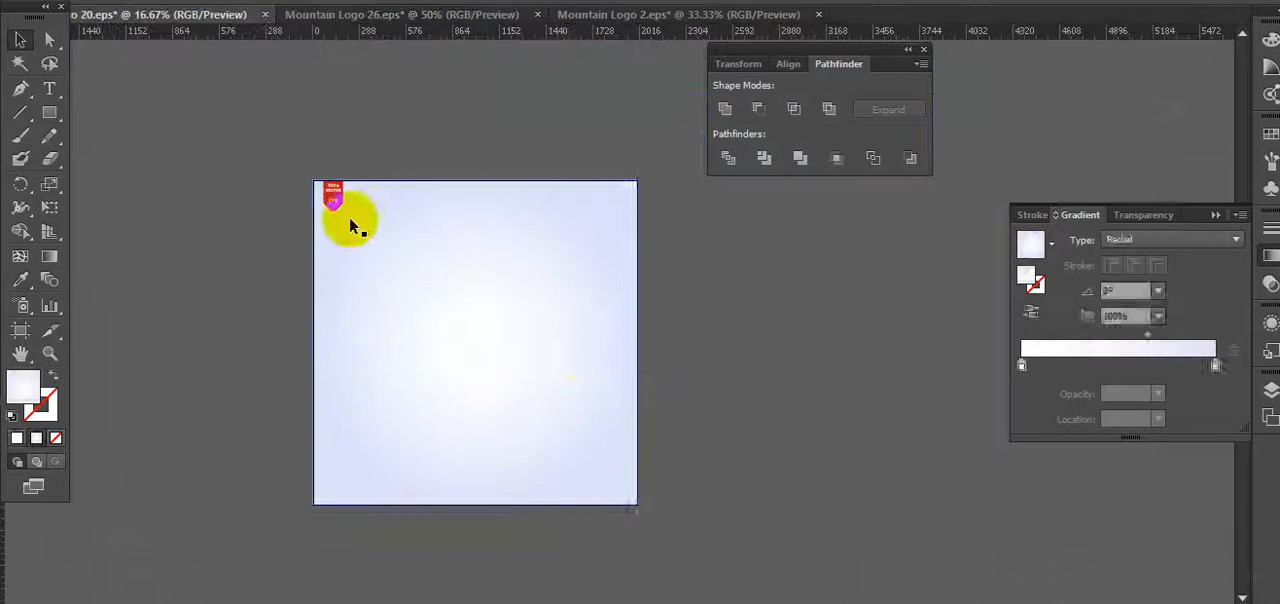 o 20.eps* @ 16.67% (RGB/Preview) × Mountain Logo 26.eps* @ 50% (RGB/Preview) × Mountain Logo 2.eps* @ 33.33% (RGB/Preview) ×
1440 1152 864 576 288 0 288 576 864 1152 1440 1728 2016 2304 2592 2880 3168 3456 3744 4032 4320 4608 4896 5184 5472
Transform Align Pathfinder
Shape Modes:
Expand
Pathfinders:
VECTOR
Stroke Gradient Transparency
Type: Radial
Stroke:
0°
100%
Opacity:
Location: